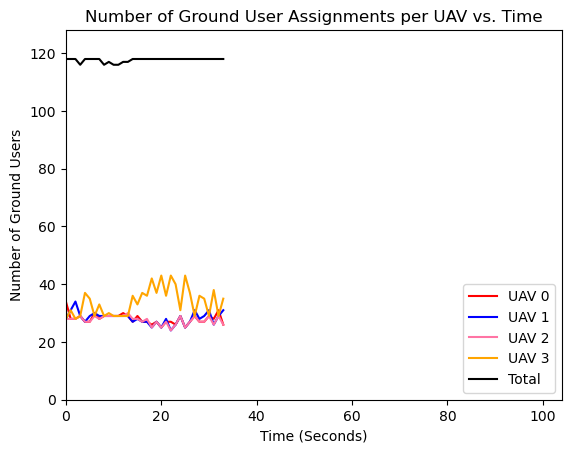 Number of Ground User Assignments per UAV vs. Time
Number of Ground Users
120
100
80
60
40
20
0
0 20 40 60 80 100
Time (Seconds)
UAV 0
UAV 1
UAV 2
UAV 3
Total